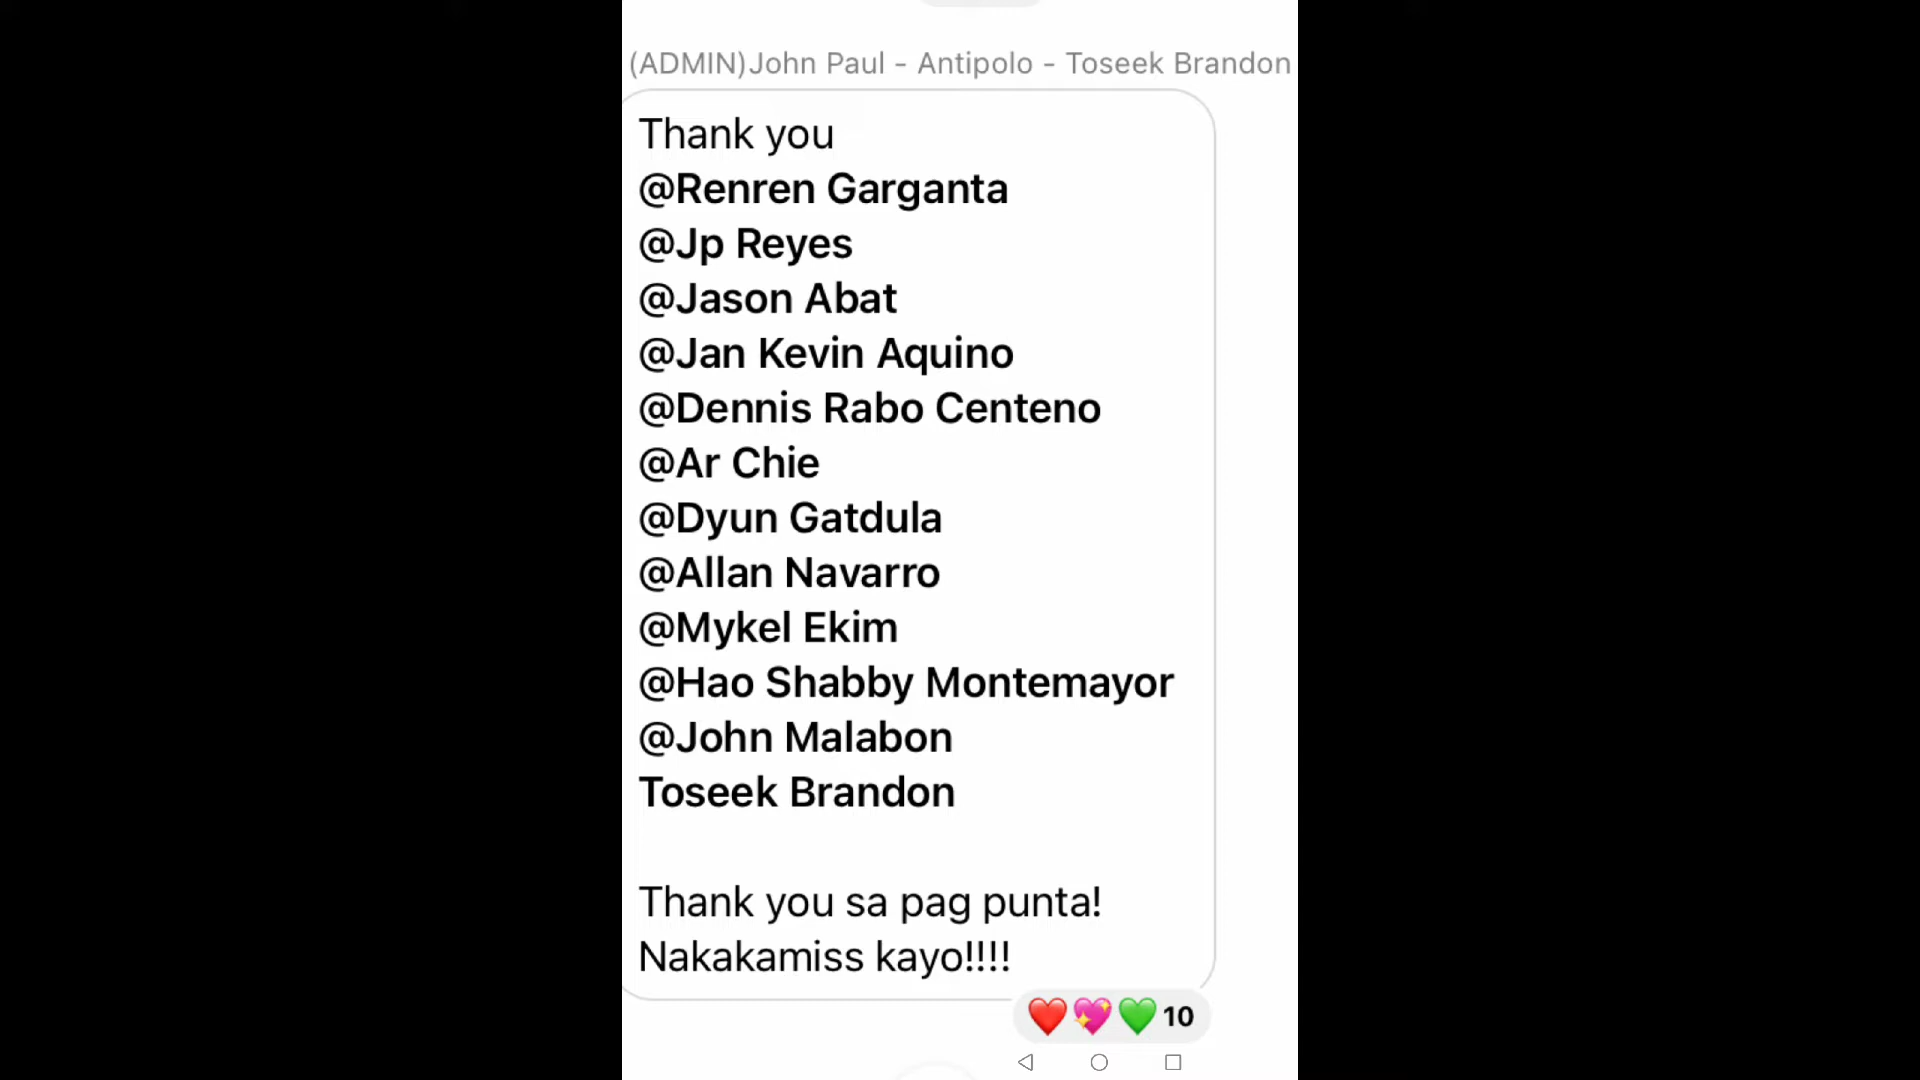 (ADMIN)John Paul - Antipolo - Toseek Brandon
Thank you
@Renren Garganta
@Jp Reyes
@Jason Abat
@Jan Kevin Aquino
@Dennis Rabo Centeno
@Ar Chie
@Dyun Gatdula
@Allan Navarro
@Mykel Ekim
@Hao Shabby Montemayor
@John Malabon
Toseek Brandon
Thank you sa pag punta!
Nakakamiss kayo!!!!
❤️💖💚 10